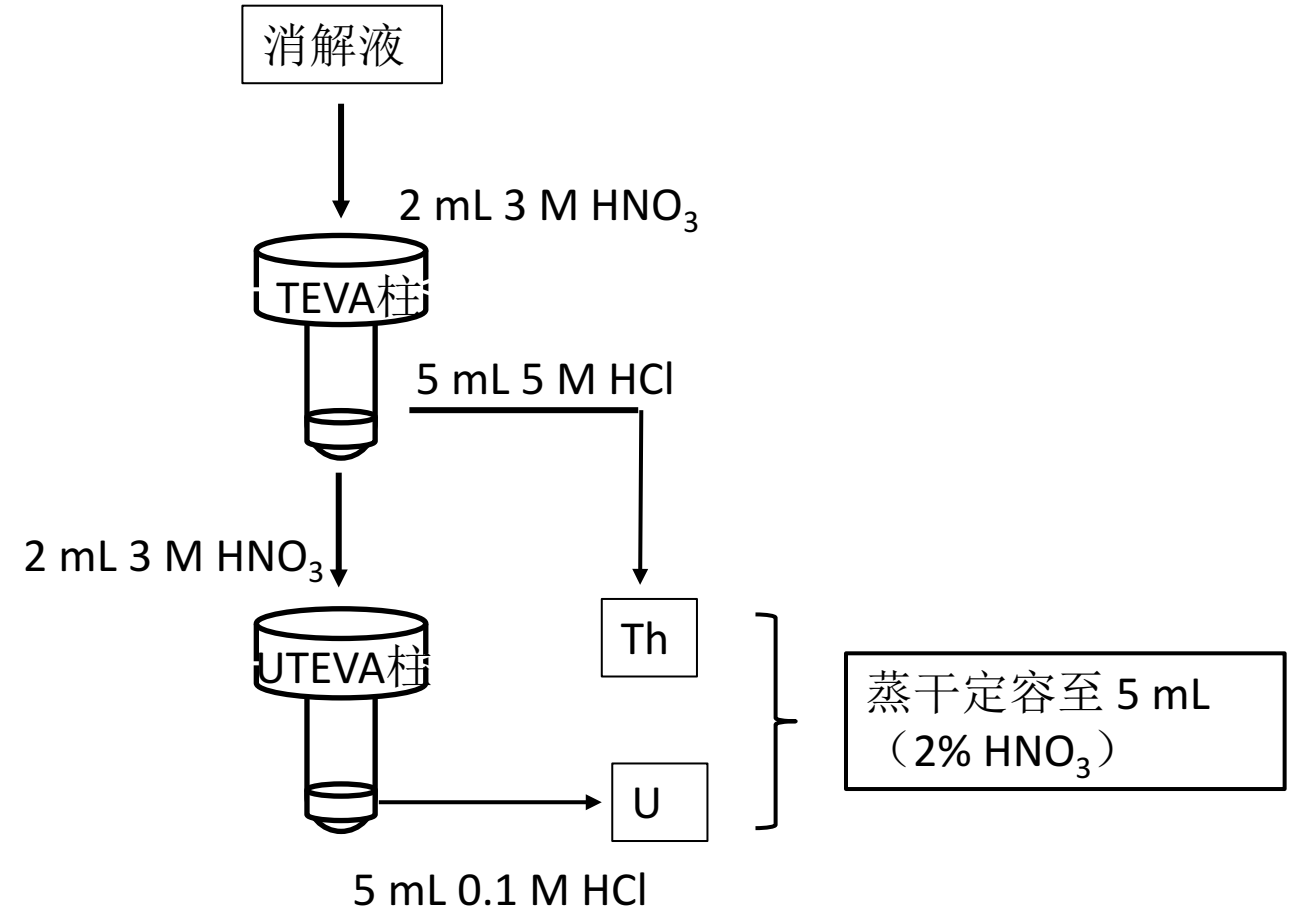 消解液
2 mL 3 M HNO₃
TEVA柱
5 mL 5 M HCl
2 mL 3 M HNO₃
UTEVA柱
Th
蒸干定容至 5 mL
（2% HNO₃）
U
5 mL 0.1 M HCl